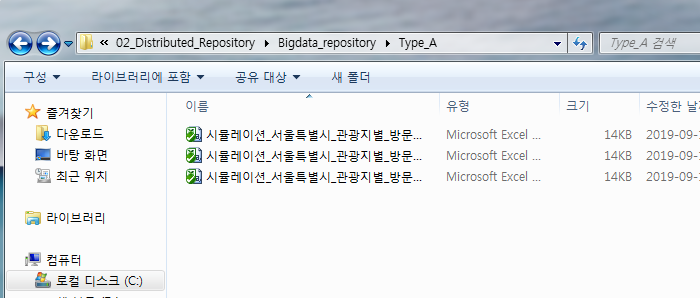 « 02_Distributed_Repository ▸ Bigdata_repository ▸ Type_A
Type_A 검색
구성 라이브러리에 포함 공유 대상 새 폴더
즐겨찾기
다운로드
바탕 화면
최근 위치
라이브러리
컴퓨터
로컬 디스크 (C:)
이름 유형 크기 수정한 날
시뮬레이션_서울특별시_관광지별_방문... Microsoft Excel ... 14KB 2019-09-
시뮬레이션_서울특별시_관광지별_방문... Microsoft Excel ... 14KB 2019-09-
시뮬레이션_서울특별시_관광지별_방문... Microsoft Excel ... 14KB 2019-09-